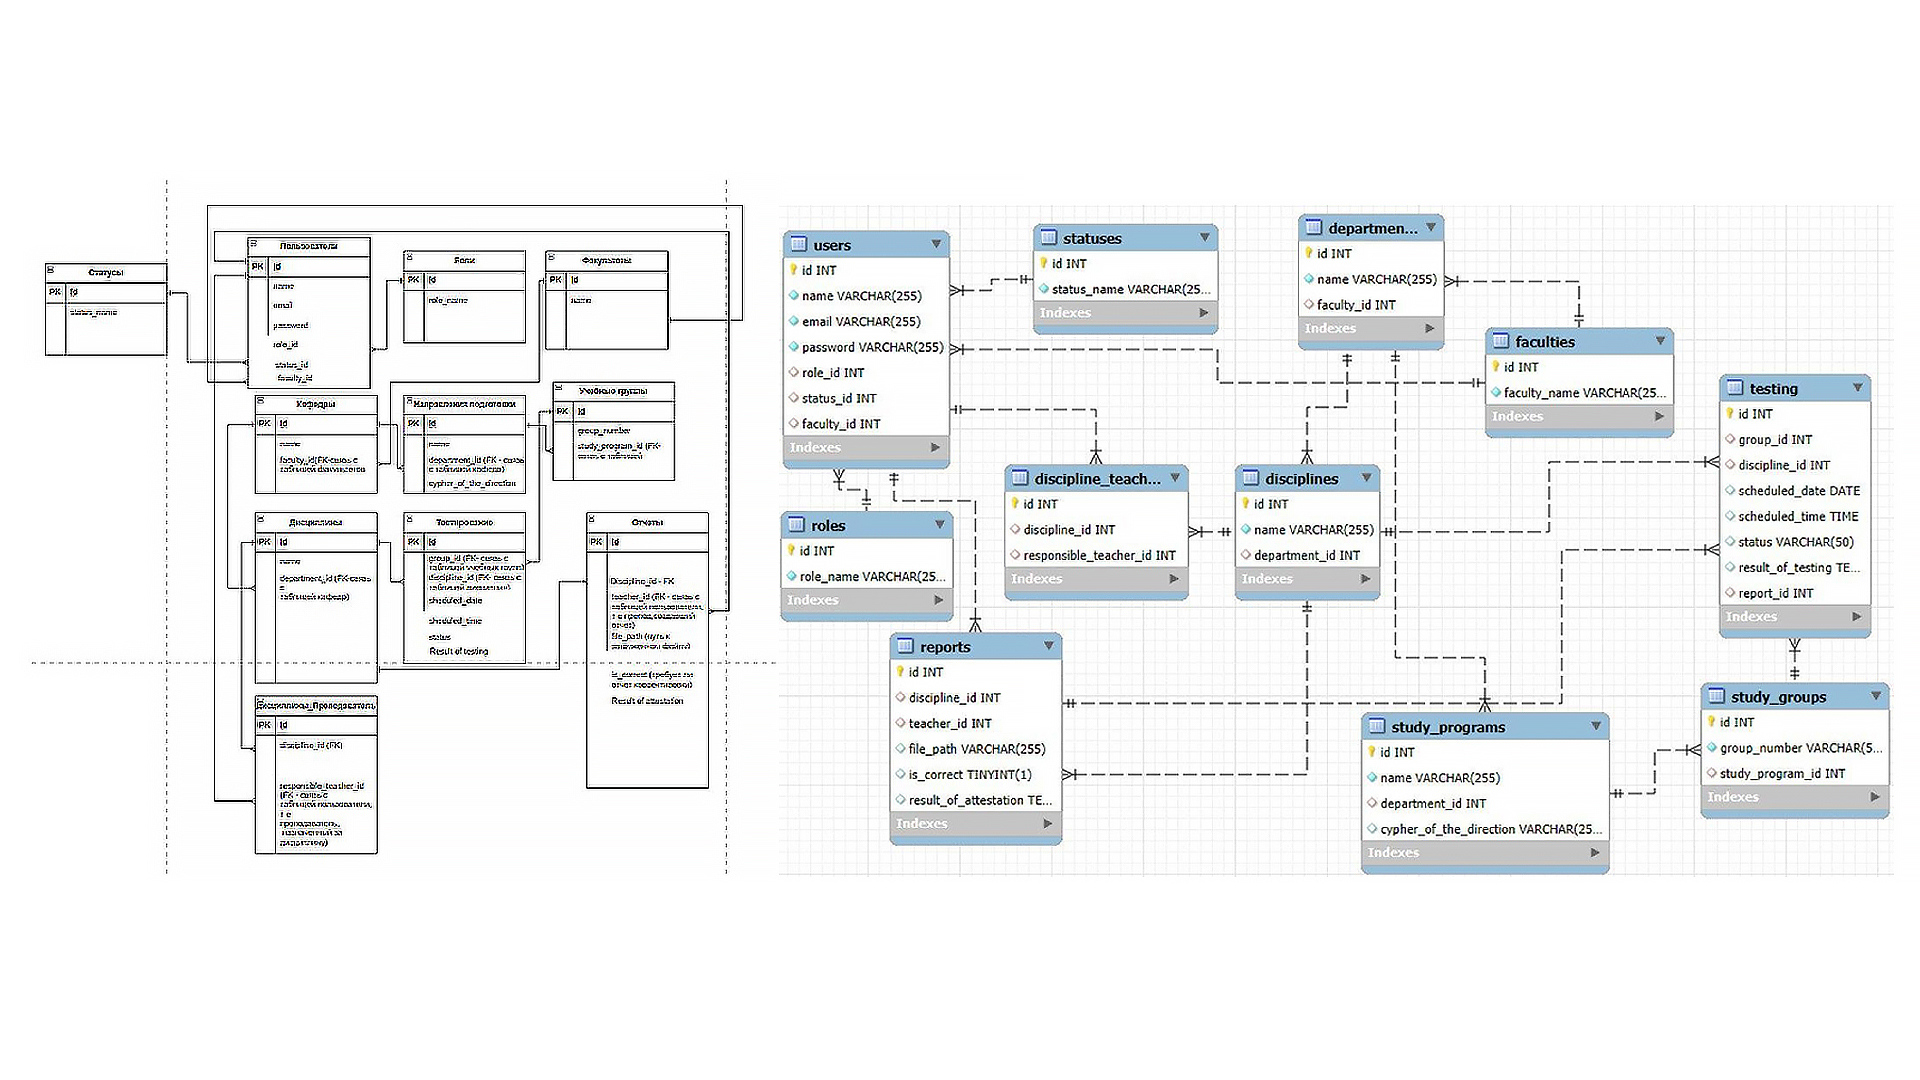 Статусы
PK
id
status_name
Пользователи
PK
id
name
email
password
role_id
status_id
faculty_id
Роли
PK
id
role_name
Факультеты
PK
id
name
Кафедры
PK
id
name
faculty_id(FK-связь с
таблицей факультетов
Направления подготовки
PK
id
name
department_id (FK - связь
с таблицей кафедр)
cypher_of_the_direction
Учебные группы
PK
id
group_number
study_program_id (FK-
связь с таблицей)
Дисциплины
PK
id
name
department_id (FK-связь
с
таблицей кафедр)
Тестирование
PK
id
group_id (FK- связь с
таблицей учебных групп)
discipline_id (FK- связь с
sheduled_date
sheduled_time
status
Result of testing
Отчеты
PK
id
Discipline_id - FK
teacher_id (FK - связь с
таблицей пользователи,
отчет)
file_path (путь к
is_correct (требует ли
отчет корректировки)
Result of attestation
Дисциплины_Преподаватель
PK
id
discipline_id (FK)
responsible_teacher_id
(FK - связь с
таблицей пользователи,
т е
преподаватель,
назначенный за
дисциплину)
users
id INT
name VARCHAR(255)
email VARCHAR(255)
password VARCHAR(255)
role_id INT
status_id INT
faculty_id INT
Indexes
statuses
id INT
status_name VARCHAR(25...
Indexes
departmen...
id INT
name VARCHAR(255)
faculty_id INT
Indexes
faculties
id INT
faculty_name VARCHAR(25...
Indexes
testing
id INT
group_id INT
discipline_id INT
scheduled_date DATE
scheduled_time TIME
status VARCHAR(50)
result_of_testing TE...
report_id INT
Indexes
discipline_teach...
id INT
discipline_id INT
responsible_teacher_id INT
Indexes
disciplines
id INT
name VARCHAR(255)
department_id INT
Indexes
roles
id INT
role_name VARCHAR(25...
Indexes
reports
id INT
discipline_id INT
teacher_id INT
file_path VARCHAR(255)
is_correct TINYINT(1)
result_of_attestation TE...
Indexes
study_programs
id INT
name VARCHAR(255)
department_id INT
cypher_of_the_direction VARCHAR(25...
Indexes
study_groups
id INT
group_number VARCHAR(5...
study_program_id INT
Indexes